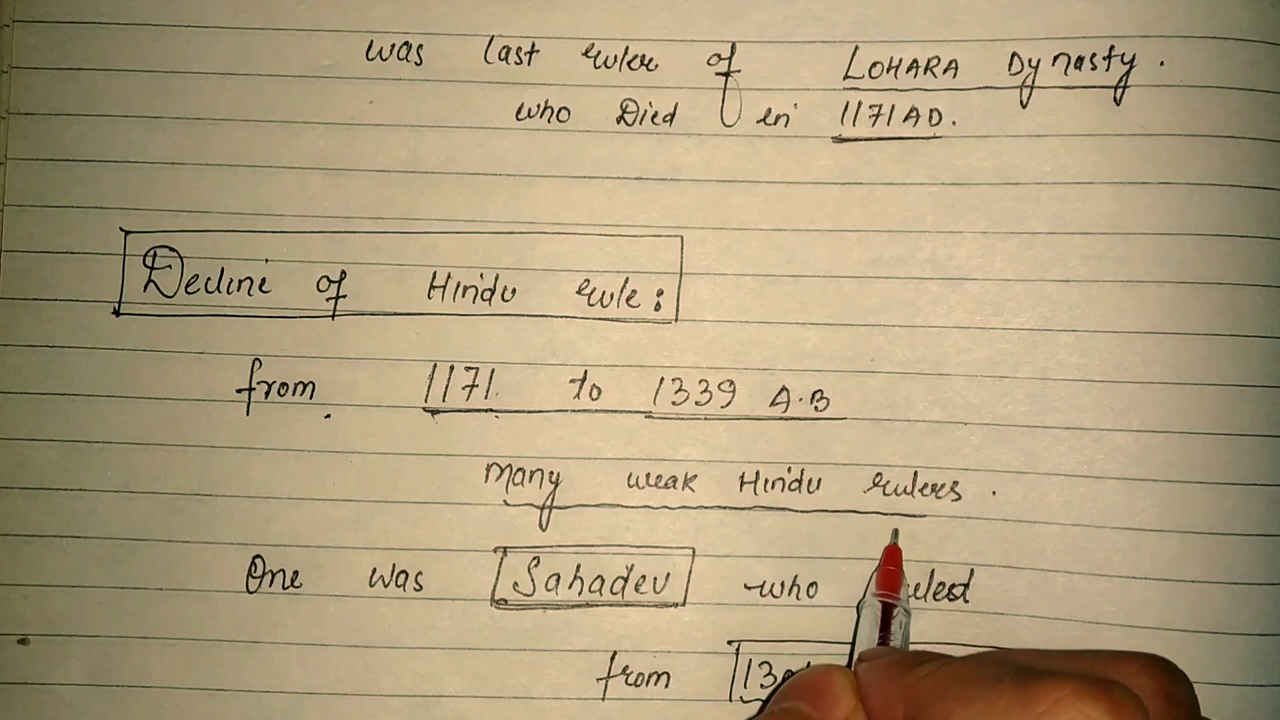 was last ruler of LOHARA Dynasty.
who Died in 1171 AD.
Decline of Hindu rule:
from 1171 to 1339 A.B
Many weak Hindu rulers.
One was Sahadev who
from